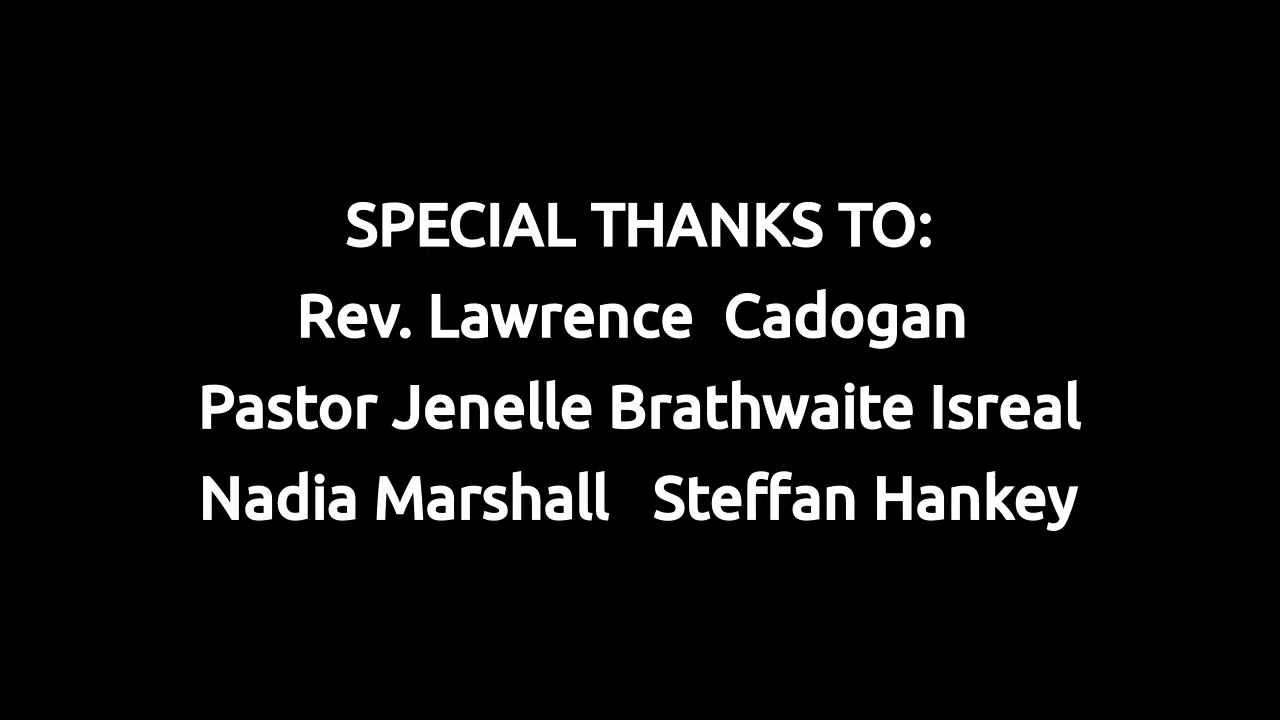 SPECIAL THANKS TO:
Rev. Lawrence  Cadogan
Pastor Jenelle Brathwaite Isreal
Nadia Marshall   Steffan Hankey